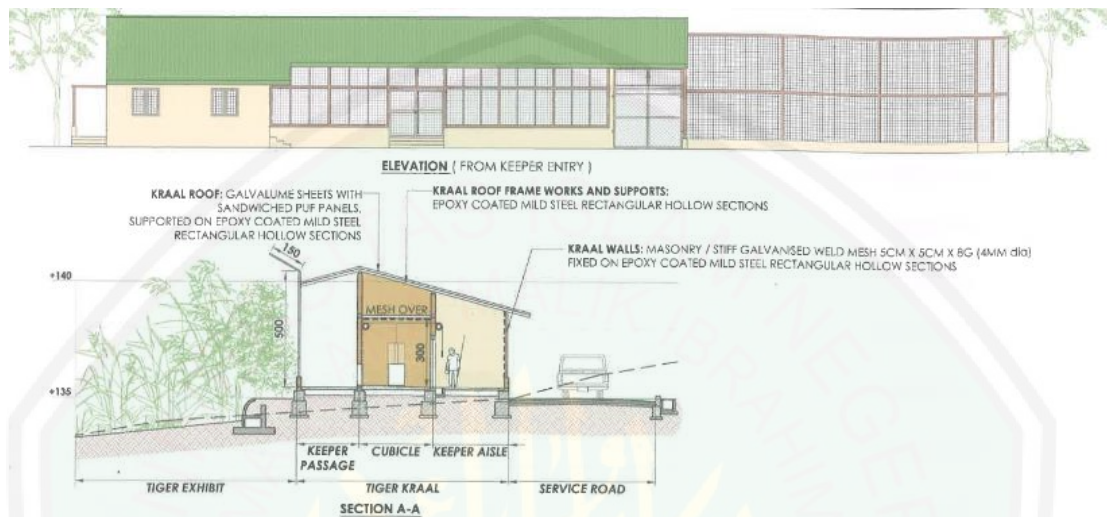 ELEVATION ( FROM KEEPER ENTRY )
KRAAL ROOF: GALVALUME SHEETS WITH
SANDWICHED PUF PANELS,
SUPPORTED ON EPOXY COATED MILD STEEL
RECTANGULAR HOLLOW SECTIONS
KRAAL ROOF FRAME WORKS AND SUPPORTS:
EPOXY COATED MILD STEEL RECTANGULAR HOLLOW SECTIONS
KRAAL WALLS: MASONRY / STIFF GALVANISED WELD MESH 5CM X 5CM X 8G (4MM dia)
FIXED ON EPOXY COATED MILD STEEL RECTANGULAR HOLLOW SECTIONS
150
+140
MESH OVER
500
300
+135
KEEPER
PASSAGE
CUBICLE
KEEPER AISLE
TIGER EXHIBIT
TIGER KRAAL
SERVICE ROAD
SECTION A-A